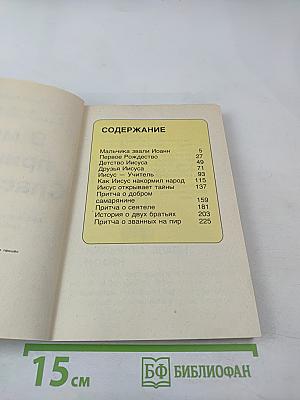 СОДЕРЖАНИЕ
Мальчика звали Иоанн 5
Первое Рождество 27
Детство Иисуса 49
Друзья Иисуса 71
Иисус — Учитель 93
Как Иисус накормил народ 115
Иисус открывает тайны 137
Притча о добром
самарянине 159
Притча о сеятеле 181
История о двух братьях 203
Притча о званных на пир 225
15 см
БФ БИБЛИОФАН